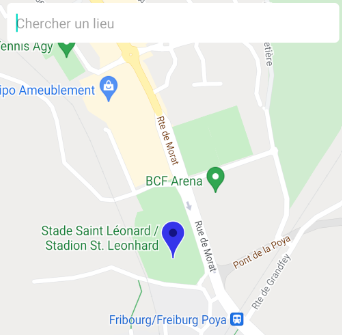 Chercher un lieu
Tennis Agy
ipo Ameublement
Rte de Morat
BCF Arena
Stade Saint Léonard /
Stadion St. Leonhard
Rue de Morat
Pont de la Poya
Rte de Grandfey
Fribourg/Freiburg Poya